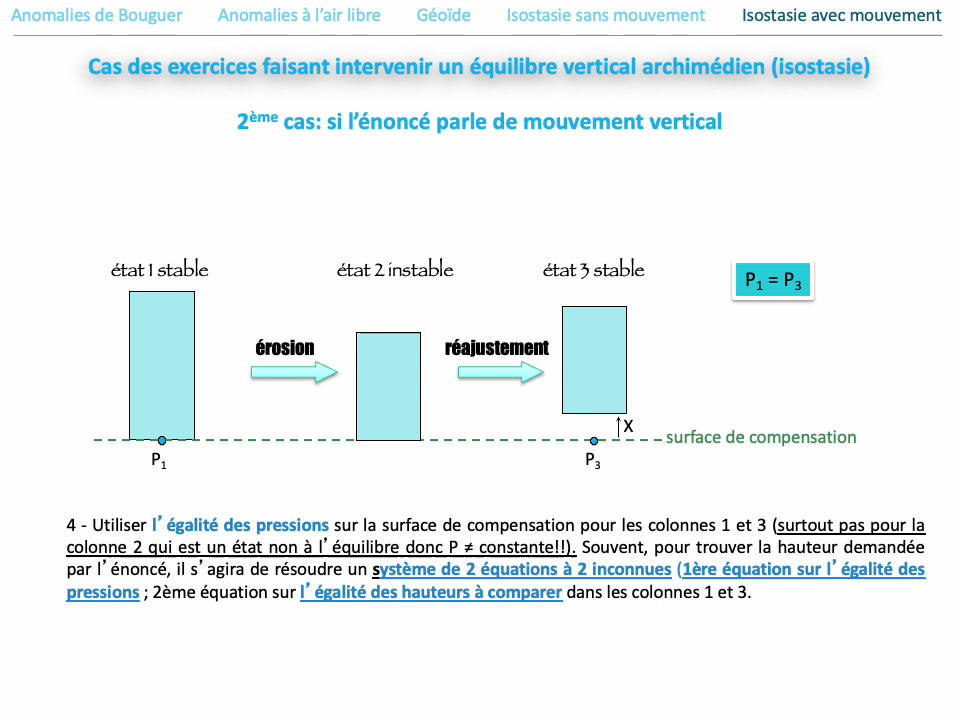 Anomalies de Bouguer Anomalies à l’air libre Géoïde Isostasie sans mouvement Isostasie avec mouvement
Cas des exercices faisant intervenir un équilibre vertical archimédien (isostasie)
2ème cas: si l’énoncé parle de mouvement vertical
état 1 stable état 2 instable état 3 stable P1 = P3
érosion réajustement
X
surface de compensation
P1 P3
4 - Utiliser l’égalité des pressions sur la surface de compensation pour les colonnes 1 et 3 (surtout pas pour la
colonne 2 qui est un état non à l’équilibre donc P ≠ constante!!). Souvent, pour trouver la hauteur demandée
par l’énoncé, il s’agira de résoudre un système de 2 équations à 2 inconnues (1ère équation sur l’égalité des
pressions ; 2ème équation sur l’égalité des hauteurs à comparer dans les colonnes 1 et 3.